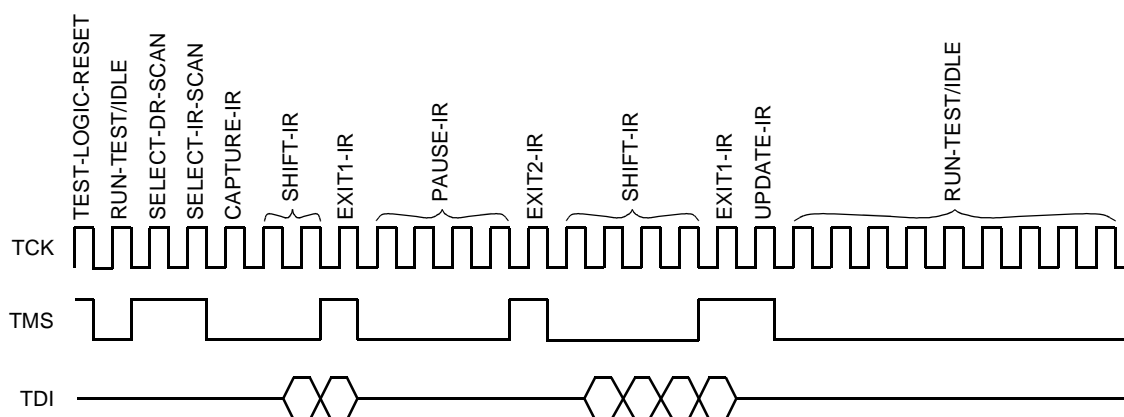 TEST-LOGIC-RESET
RUN-TEST/IDLE
SELECT-DR-SCAN
SELECT-IR-SCAN
CAPTURE-IR
SHIFT-IR
EXIT1-IR
PAUSE-IR
EXIT2-IR
SHIFT-IR
EXIT1-IR
UPDATE-IR
RUN-TEST/IDLE
TCK
TMS
TDI